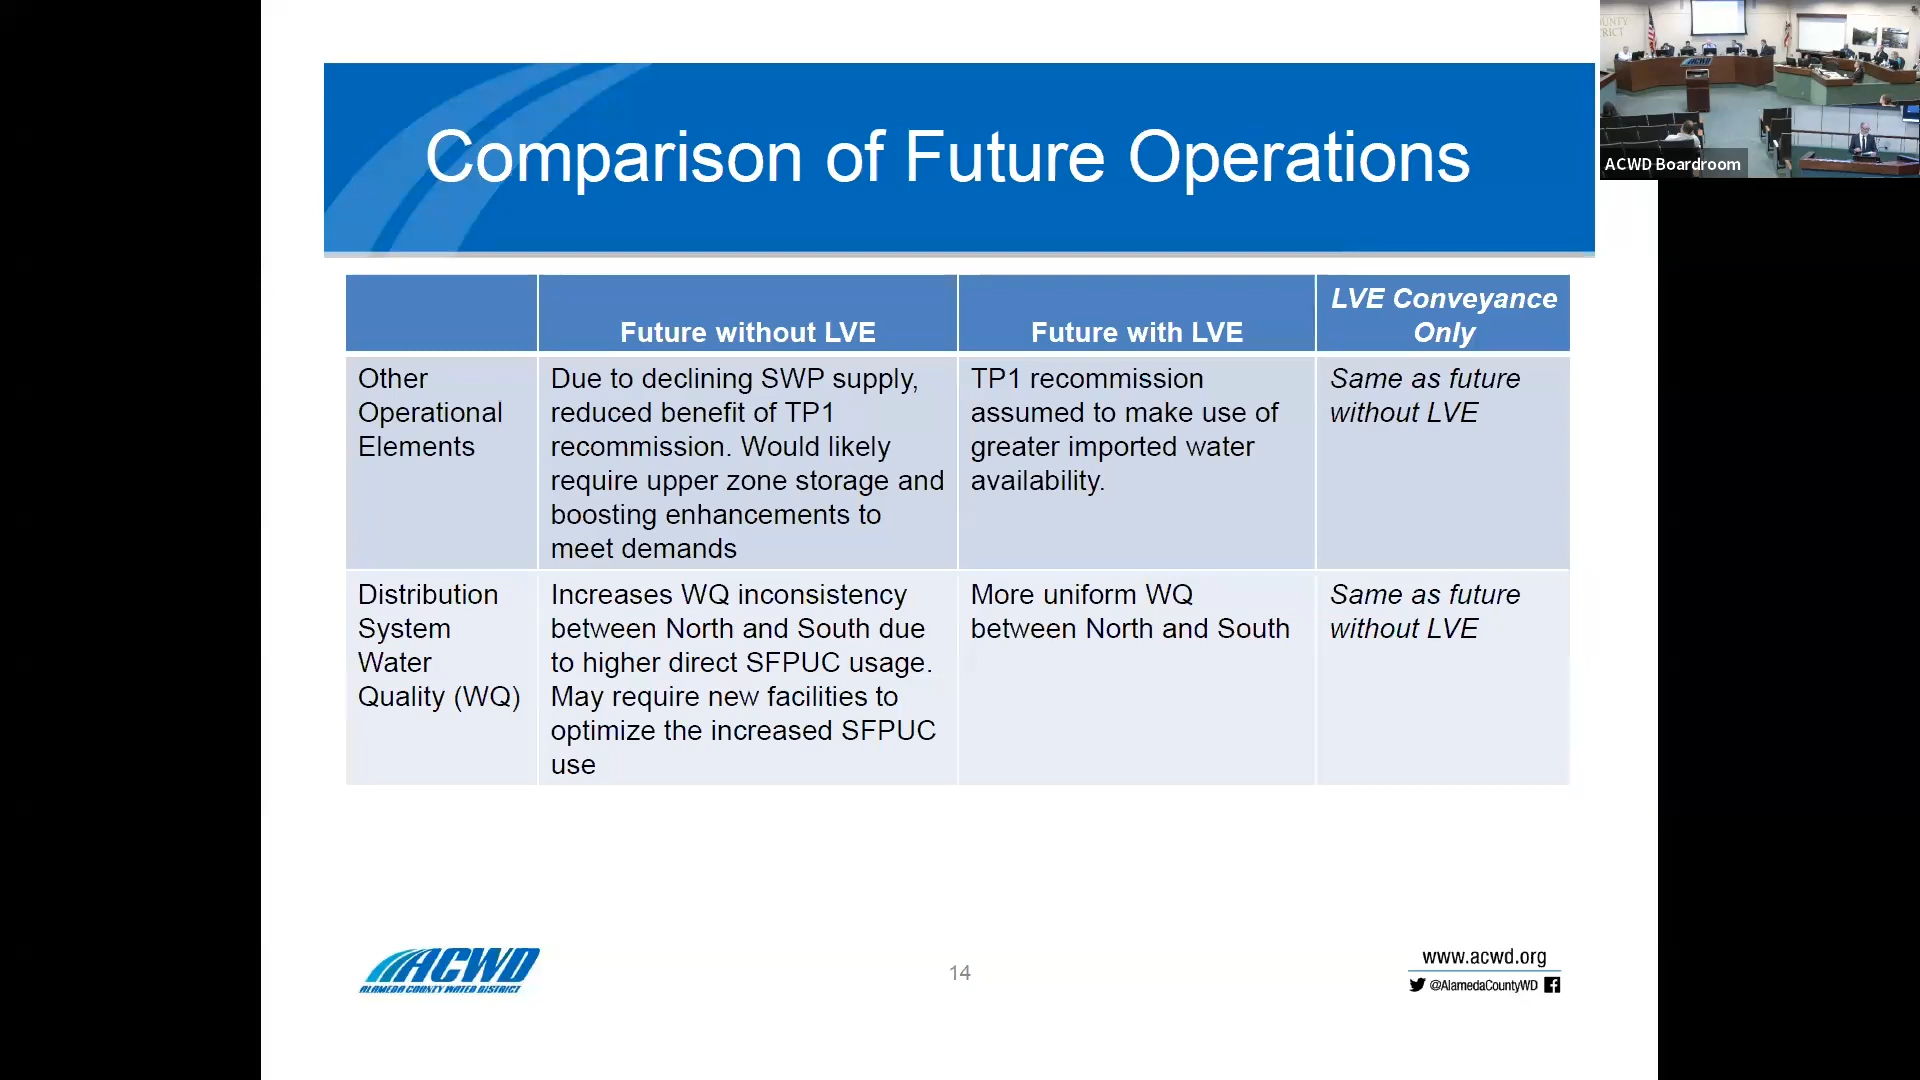 Comparison of Future Operations
ACWD Boardroom
Future without LVE
Future with LVE
LVE Conveyance
Only
Other
Operational
Elements
Due to declining SWP supply,
reduced benefit of TP1
recommission. Would likely
require upper zone storage and
boosting enhancements to
meet demands
TP1 recommission
assumed to make use of
greater imported water
availability.
Same as future
without LVE
Distribution
System
Water
Quality (WQ)
Increases WQ inconsistency
between North and South due
to higher direct SFPUC usage.
May require new facilities to
optimize the increased SFPUC
use
More uniform WQ
between North and South
Same as future
without LVE
ACWD
ALAMEDA COUNTY WATER DISTRICT
14
www.acwd.org
@AlamedaCountyWD